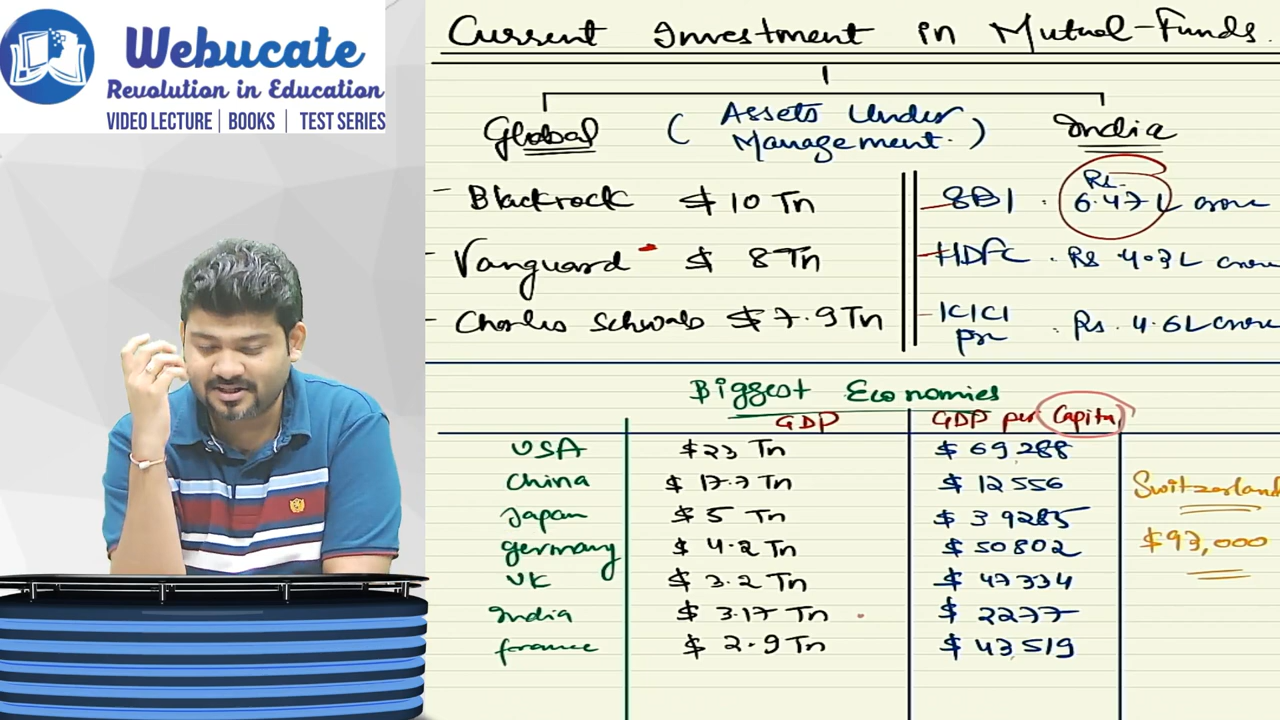 Webucate
Revolution in Education
VIDEO LECTURE | BOOKS | TEST SERIES
Current Investment in Mutual-Funds.
Global ( Assets Under Management. ) India
- Blackrock $ 10 Tn
- Vanguard $ 8 Tn
- Charles Schwab $ 7.9 Tn
- SBI . Rs. 6.47 L crore
- HDFC . Rs 4.03 L crore
- ICICI pr . Rs. 4.6 L crore
Biggest Economies
GDP GDP per Capita
USA $23 Tn $ 69288
China $ 17.7 Tn $ 12556
Japan $ 5 Tn $ 39285
Germany $ 4.2 Tn $ 50802
UK $ 3.2 Tn $ 47334
India $ 3.17 Tn $ 2277
france $ 2.9 Tn $ 43519
Switzerland
$93,000